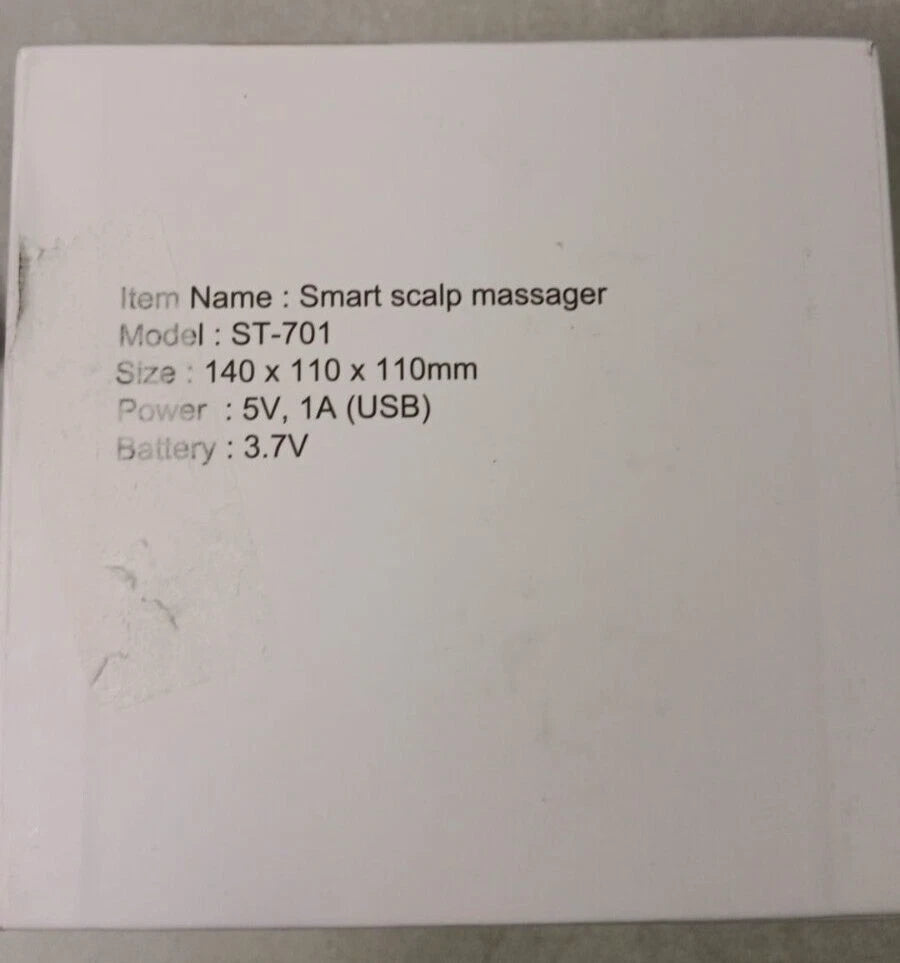 Item Name : Smart scalp massager
Model : ST-701
Size : 140 x 110 x 110mm
Power : 5V, 1A (USB)
Battery : 3.7V